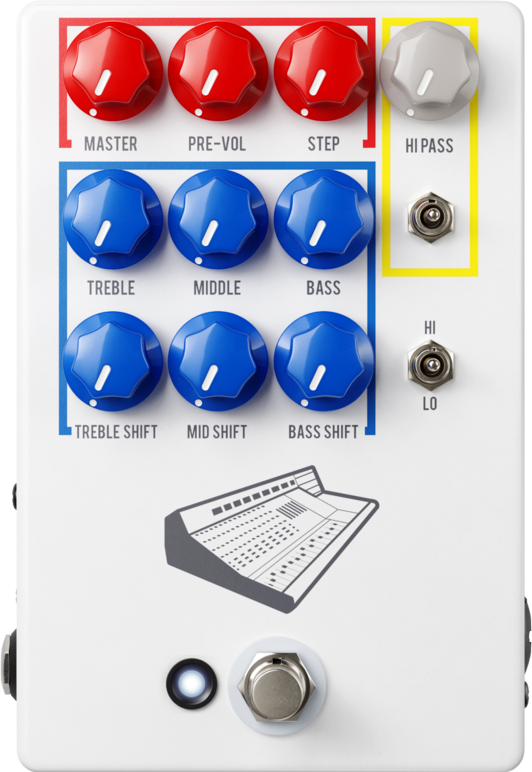 MASTER PRE-VOL STEP HI PASS
TREBLE MIDDLE BASS
HI
LO
TREBLE SHIFT MID SHIFT BASS SHIFT